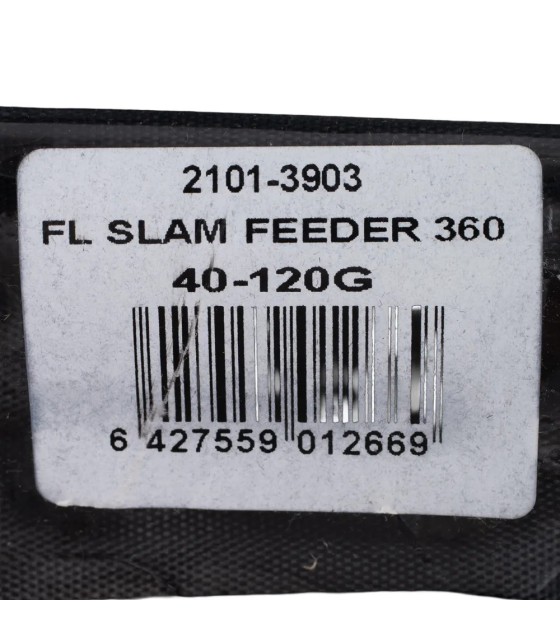 2101-3903
FL SLAM FEEDER 360
40-120G
6 427559 012669